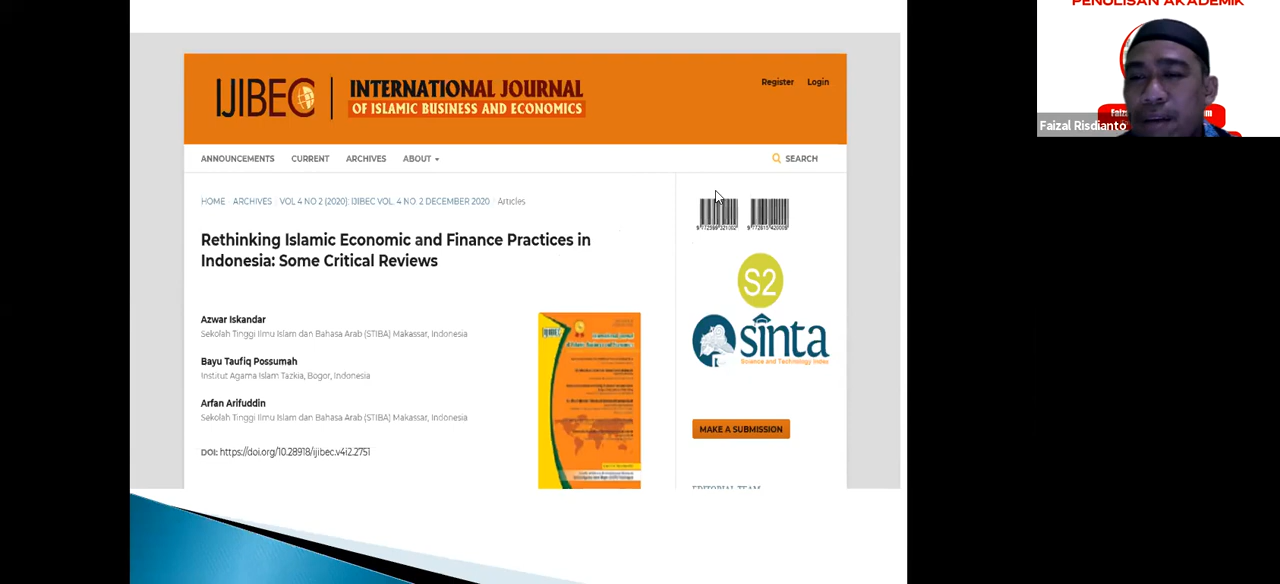 PENULISAN AKADEMIK
Faizal Risdianto
IJIBEC
INTERNATIONAL JOURNAL
OF ISLAMIC BUSINESS AND ECONOMICS
Register Login
ANNOUNCEMENTS CURRENT ARCHIVES ABOUT
SEARCH
HOME ARCHIVES VOL 4 NO 2 (2020): IJIBEC VOL. 4 NO. 2 DECEMBER 2020 Articles
Rethinking Islamic Economic and Finance Practices in
Indonesia: Some Critical Reviews
Azwar Iskandar
Sekolah Tinggi Ilmu Islam dan Bahasa Arab (STIBA) Makassar, Indonesia
Bayu Taufiq Possumah
Institut Agama Islam Tazkia, Bogor, Indonesia
Arfan Arifuddin
Sekolah Tinggi Ilmu Islam dan Bahasa Arab (STIBA) Makassar, Indonesia
DOI: https://doi.org/10.28918/ijibec.v4i2.2751
S2
sinta
Science and Technology Index
MAKE A SUBMISSION
EDITORIAL TEAM